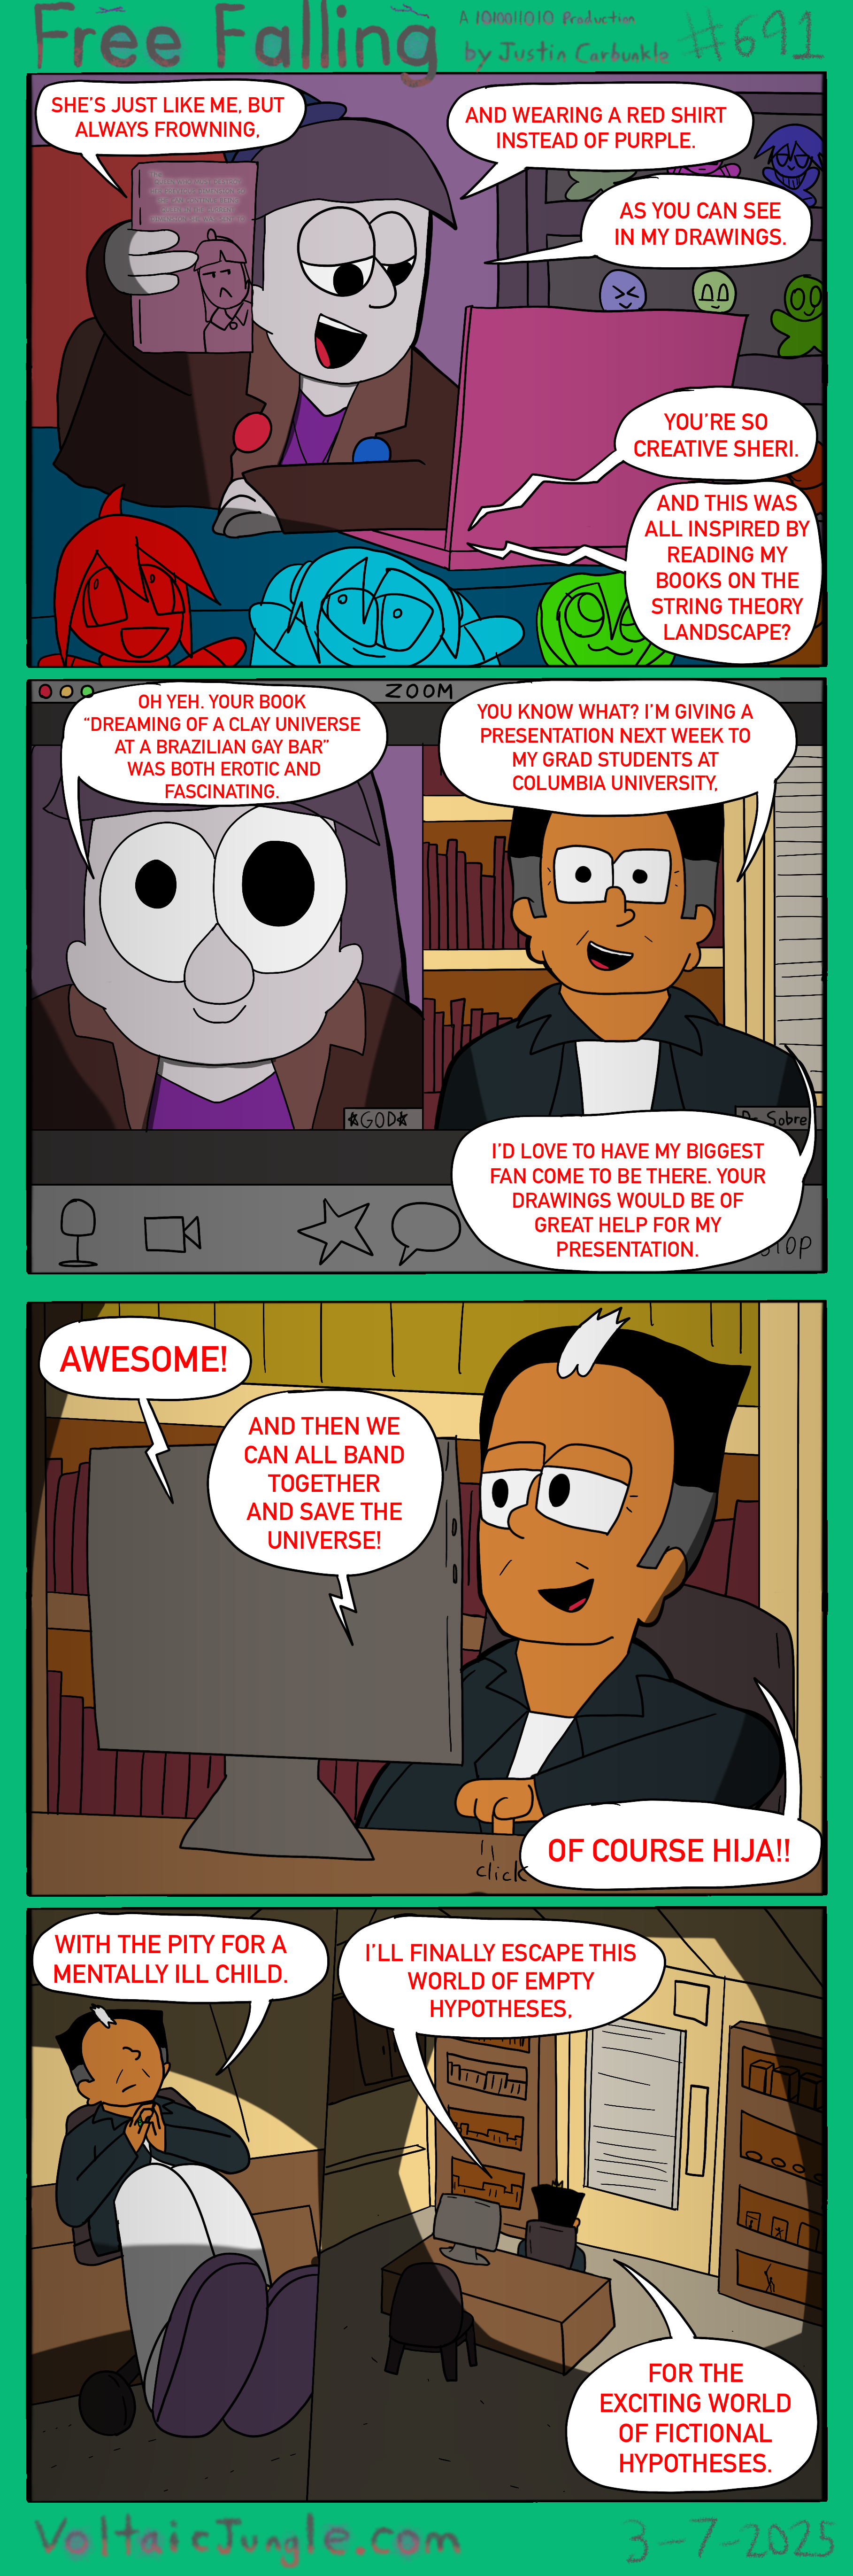 Free Falling
A 1010011010 Production
by Justin Carbunkle
#691
SHE'S JUST LIKE ME, BUT
ALWAYS FROWNING,
AND WEARING A RED SHIRT
INSTEAD OF PURPLE.
AS YOU CAN SEE
IN MY DRAWINGS.
The
YOU'RE SO
CREATIVE SHERI.
AND THIS WAS
ALL INSPIRED BY
READING MY
BOOKS ON THE
STRING THEORY
LANDSCAPE?
ZOOM
OH YEH. YOUR BOOK
“DREAMING OF A CLAY UNIVERSE
AT A BRAZILIAN GAY BAR”
WAS BOTH EROTIC AND
FASCINATING.
YOU KNOW WHAT? I'M GIVING A
PRESENTATION NEXT WEEK TO
MY GRAD STUDENTS AT
COLUMBIA UNIVERSITY,
★GOD★
Dr Sobre
I'D LOVE TO HAVE MY BIGGEST
FAN COME TO BE THERE. YOUR
DRAWINGS WOULD BE OF
GREAT HELP FOR MY
PRESENTATION.
STOP
AWESOME!
AND THEN WE
CAN ALL BAND
TOGETHER
AND SAVE THE
UNIVERSE!
OF COURSE HIJA!!
click
WITH THE PITY FOR A
MENTALLY ILL CHILD.
I'LL FINALLY ESCAPE THIS
WORLD OF EMPTY
HYPOTHESES,
FOR THE
EXCITING WORLD
OF FICTIONAL
HYPOTHESES.
VoltaicJungle.com
3-7-2025